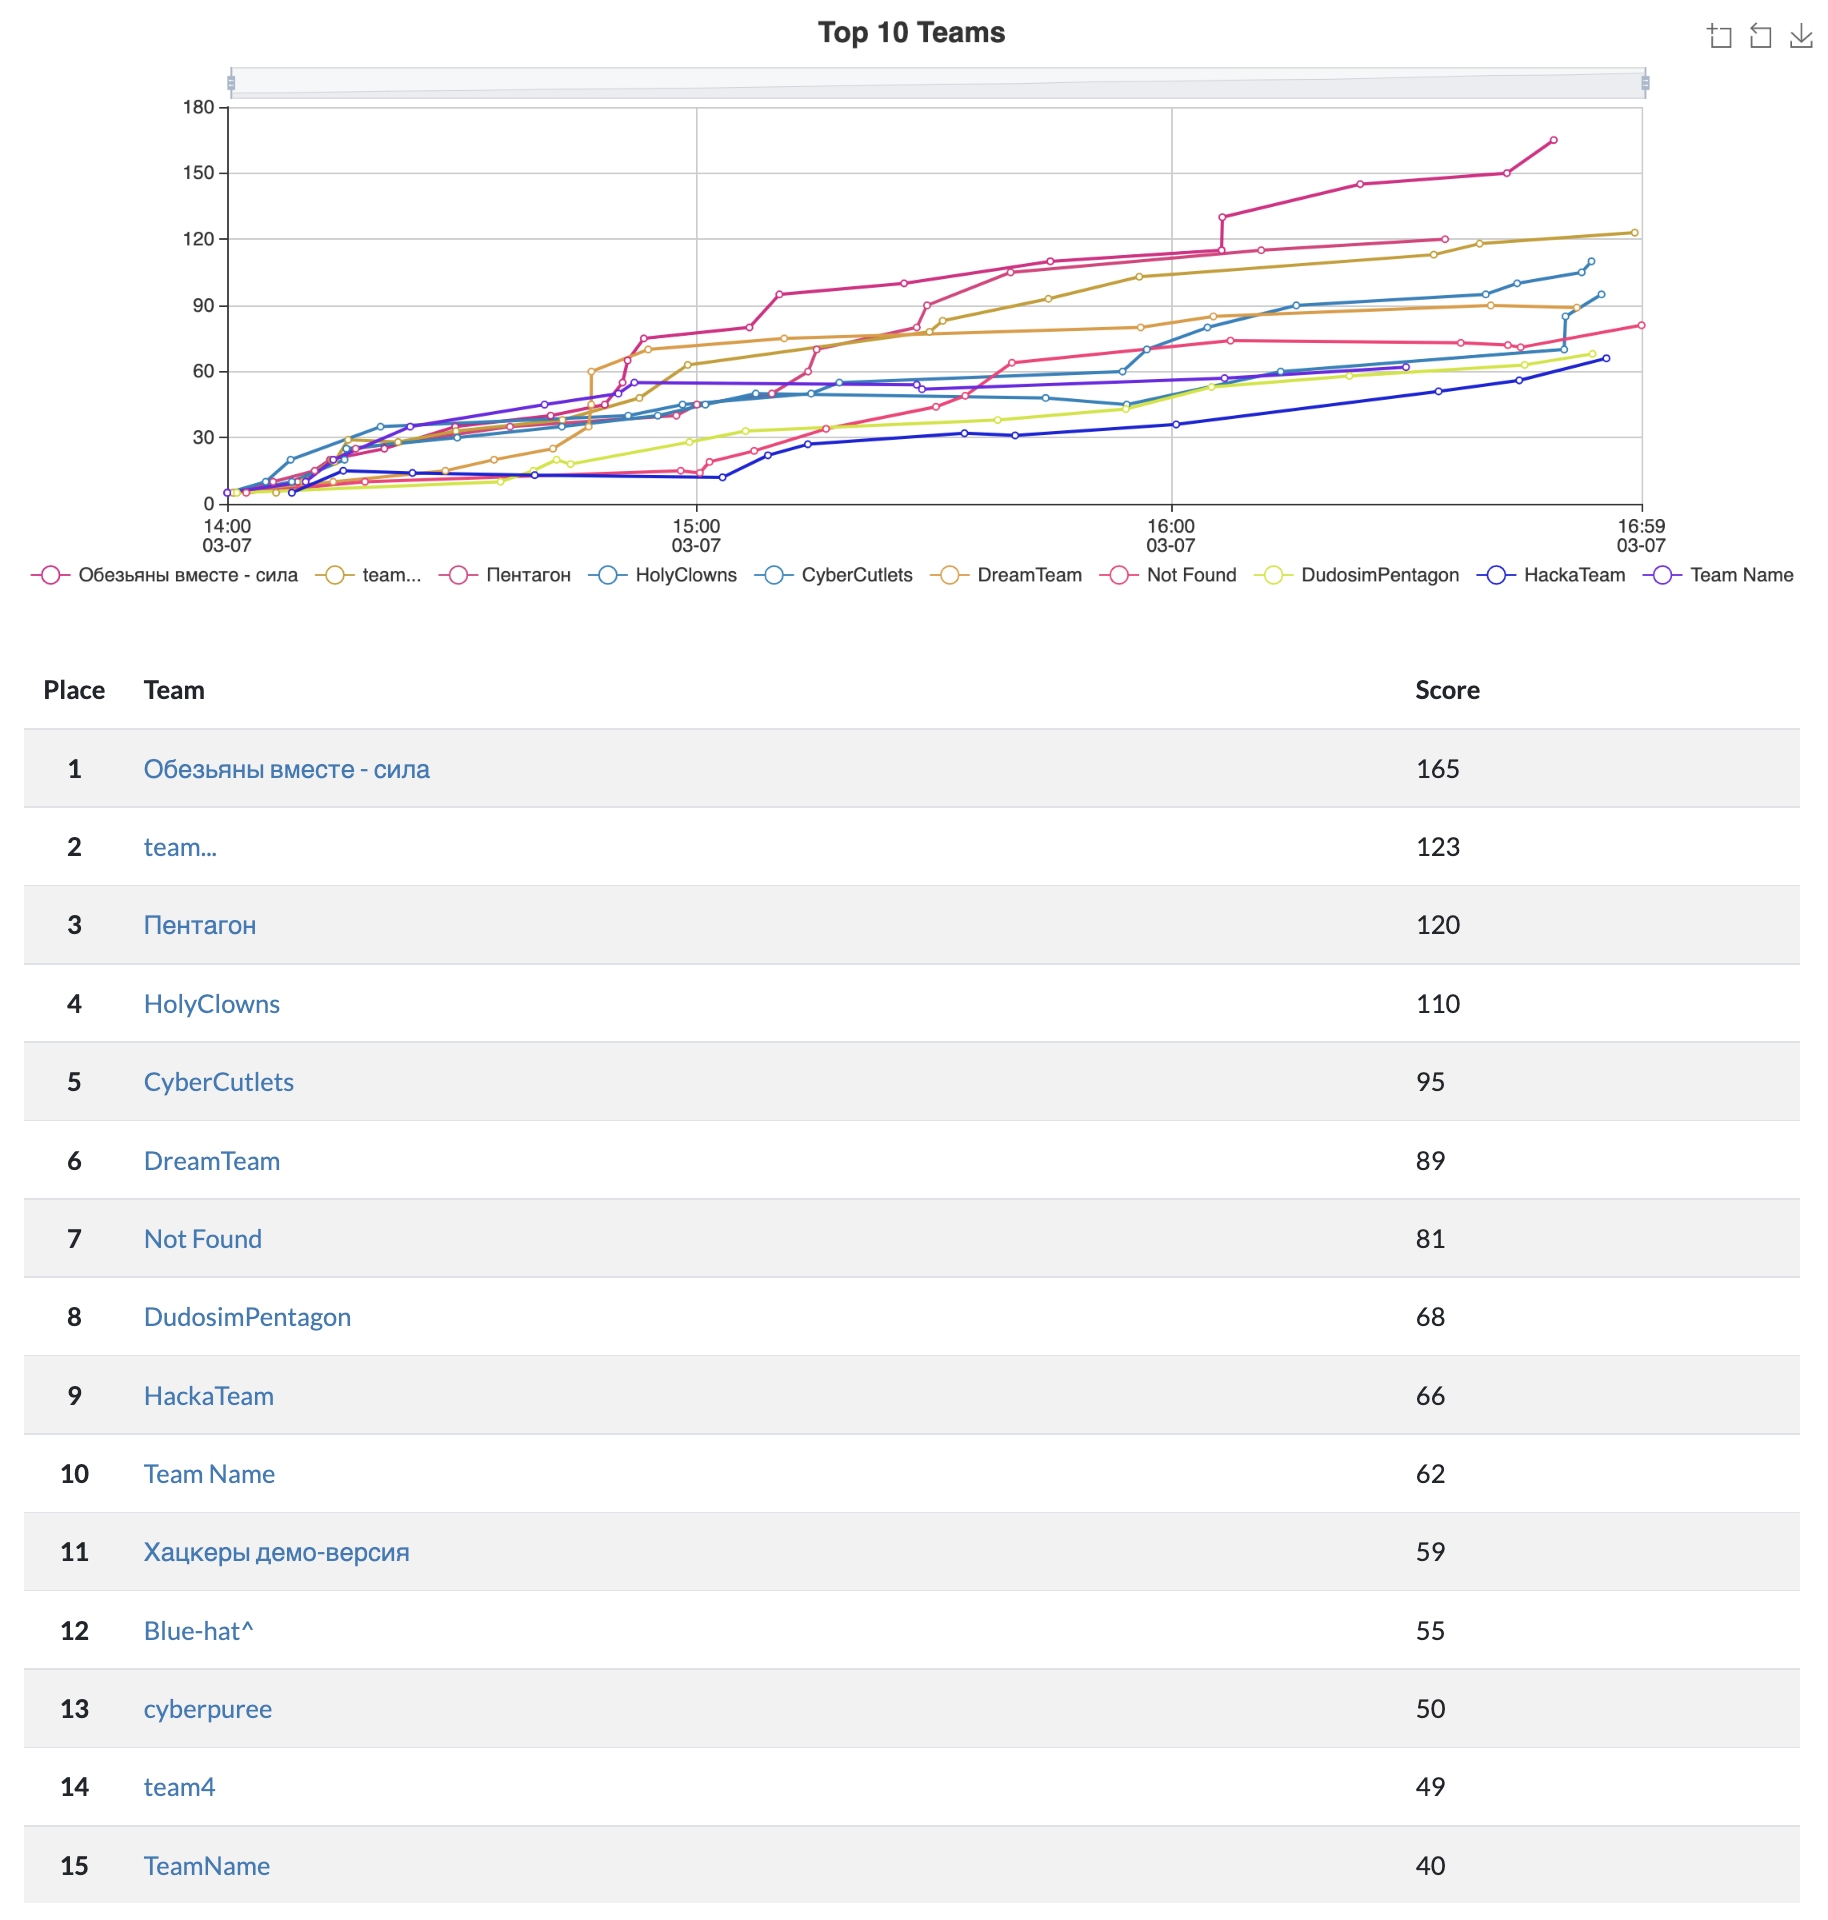 Top 10 Teams
180
150
120
90
60
30
0
14:00 15:00 16:00 16:59
03-07 03-07 03-07 03-07
Обезьяны вместе - сила team... Пентагон HolyClowns CyberCutlets DreamTeam Not Found DudosimPentagon HackaTeam Team Name
Place Team Score
1 Обезьяны вместе - сила 165
2 team... 123
3 Пентагон 120
4 HolyClowns 110
5 CyberCutlets 95
6 DreamTeam 89
7 Not Found 81
8 DudosimPentagon 68
9 HackaTeam 66
10 Team Name 62
11 Хацкеры демо-версия 59
12 Blue-hat^ 55
13 cyberpuree 50
14 team4 49
15 TeamName 40